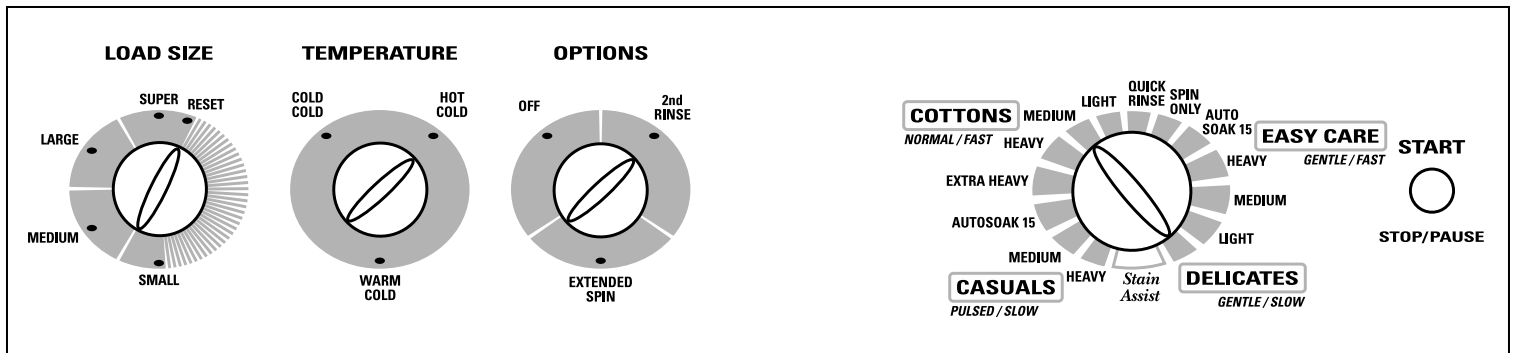 LOAD SIZE
SUPER
RESET
LARGE
MEDIUM
SMALL
TEMPERATURE
COLD
COLD
HOT
COLD
WARM
COLD
OPTIONS
OFF
2nd
RINSE
EXTENDED
SPIN
COTTONS
NORMAL / FAST
MEDIUM
LIGHT
QUICK
RINSE
SPIN
ONLY
AUTO
SOAK 15
EASY CARE
GENTLE / FAST
HEAVY
EXTRA HEAVY
AUTOSOAK 15
HEAVY
MEDIUM
LIGHT
MEDIUM
HEAVY
CASUALS
PULSED / SLOW
Stain
Assist
DELICATES
GENTLE / SLOW
START
STOP/PAUSE